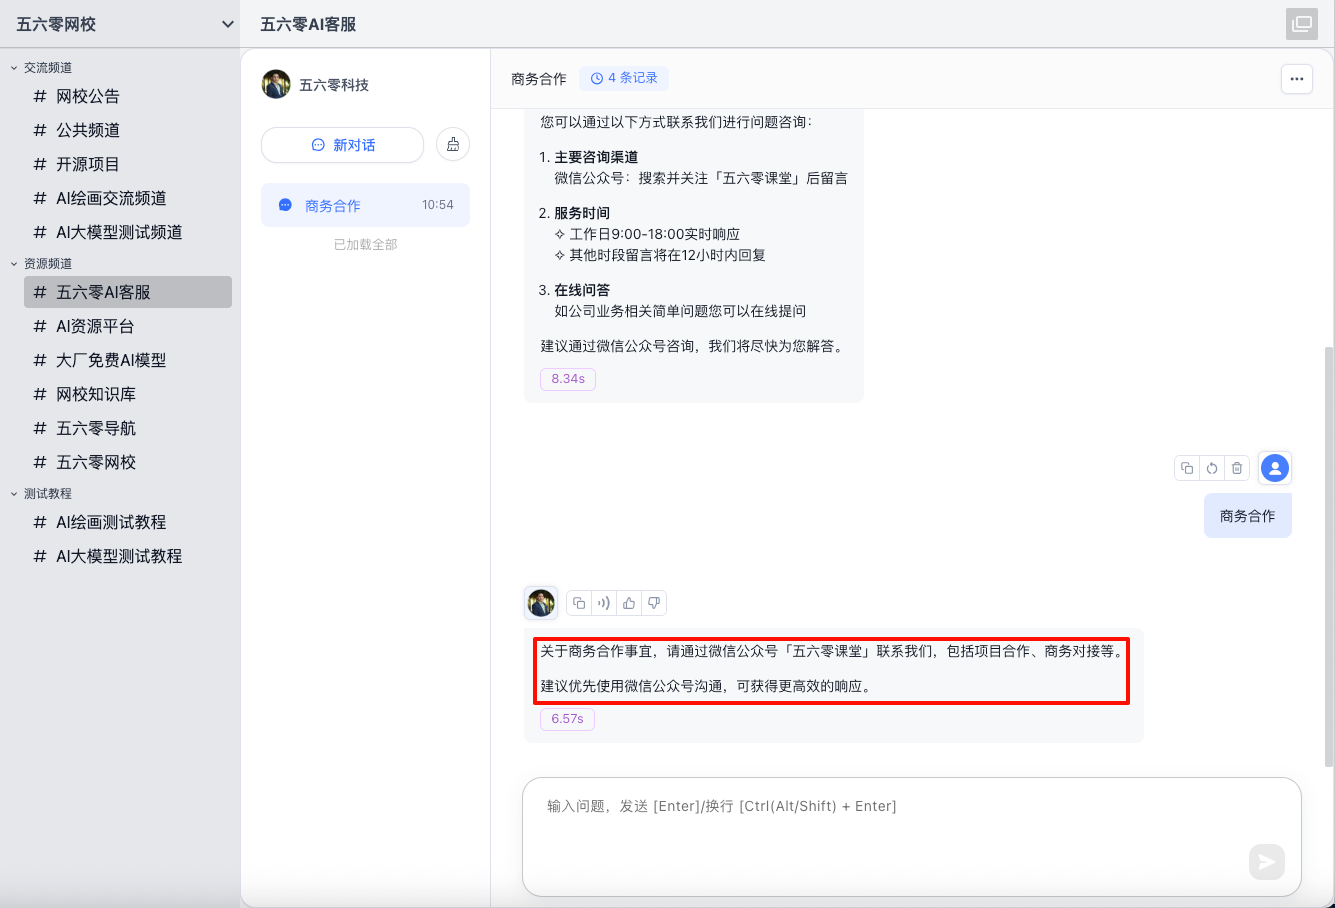 五六零网校
五六零AI客服
交流频道
# 网校公告
# 公共频道
# 开源项目
# AI绘画交流频道
# AI大模型测试频道
资源频道
# 五六零AI客服
# AI资源平台
# 大厂免费AI模型
# 网校知识库
# 五六零导航
# 五六零网校
测试教程
# AI绘画测试教程
# AI大模型测试教程
五六零科技
新对话
商务合作 10:54
已加载全部
商务合作 4 条记录
您可以通过以下方式联系我们进行问题咨询：
1. 主要咨询渠道
微信公众号：搜索并关注「五六零课堂」后留言
2. 服务时间
✧ 工作日9:00-18:00实时响应
✧ 其他时段留言将在12小时内回复
3. 在线问答
如公司业务相关简单问题您可以在线提问
建议通过微信公众号咨询，我们将尽快为您解答。
8.34s
商务合作
关于商务合作事宜，请通过微信公众号「五六零课堂」联系我们，包括项目合作、商务对接等。
建议优先使用微信公众号沟通，可获得更高效的响应。
6.57s
输入问题，发送 [Enter]/换行 [Ctrl(Alt/Shift) + Enter]